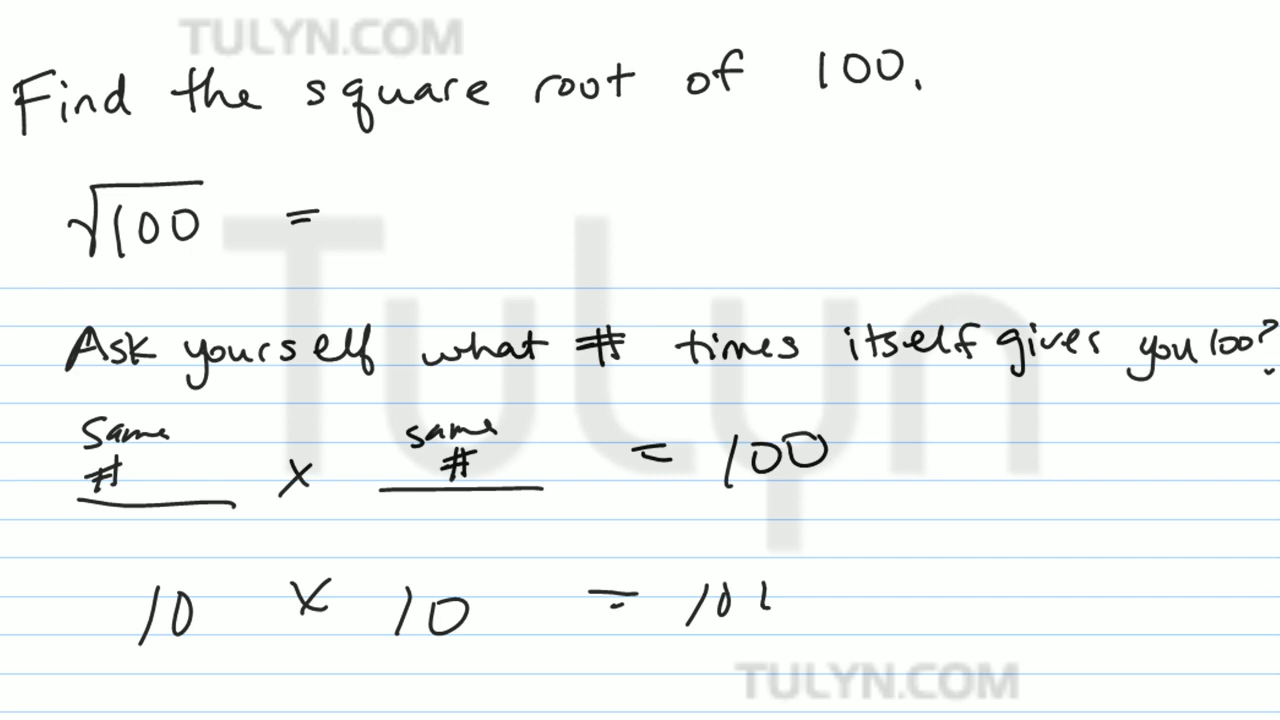 TULYN.COM
Find the square root of 100.
√100 =
Tulyn
Ask yourself what # times itself gives you 100?
same # x same # = 100
10 x 10 = 10
TULYN.COM